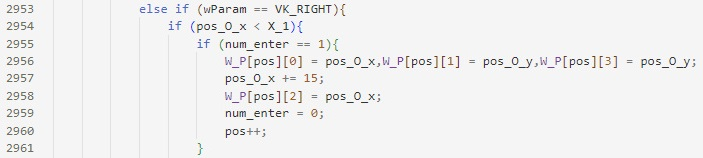 2953 else if (wParam == VK_RIGHT){
2954 if (pos_O_x < X_1){
2955 if (num_enter == 1){
2956 W_P[pos][0] = pos_O_x,W_P[pos][1] = pos_O_y,W_P[pos][3] = pos_O_y;
2957 pos_O_x += 15;
2958 W_P[pos][2] = pos_O_x;
2959 num_enter = 0;
2960 pos++;
2961 }